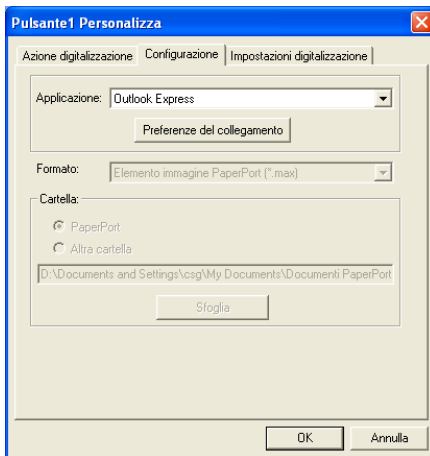 Pulsante1 Personalizza
Azione digitalizzazione Configurazione Impostazioni digitalizzazione
Applicazione: Outlook Express
Preferenze del collegamento
Formato: Elemento immagine PaperPort (*.max)
Cartella:
PaperPort
Altra cartella
D:\Documents and Settings\csg\My Documents\Documenti PaperPort
Sfoglia
OK Annulla